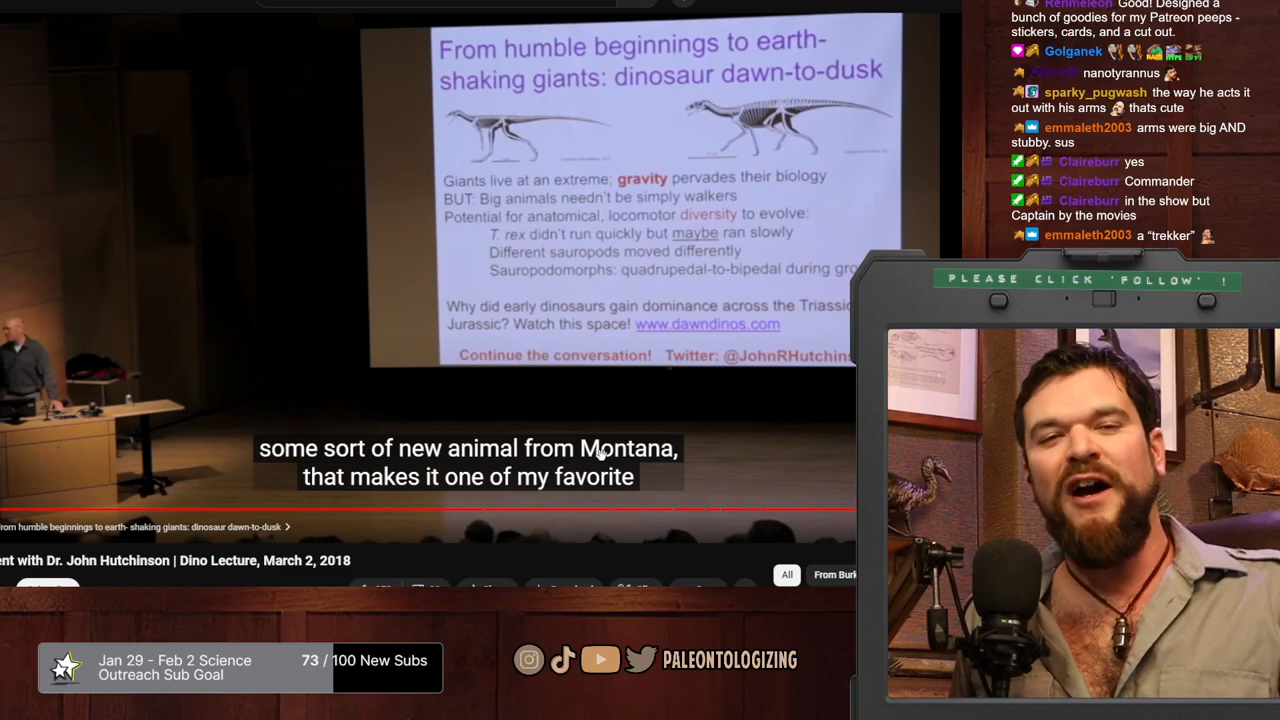 From humble beginnings to earth-
shaking giants: dinosaur dawn-to-dusk
Giants live at an extreme; gravity pervades their biology
BUT: Big animals needn't be simply walkers
Potential for anatomical, locomotor diversity to evolve:
T. rex didn't run quickly but maybe ran slowly
Different sauropods moved differently
Sauropodomorphs: quadrupedal-to-bipedal during gro
Why did early dinosaurs gain dominance across the Triassic
Jurassic? Watch this space! www.dawndinos.com
Continue the conversation! Twitter: @JohnRHutchins
some sort of new animal from Montana,
that makes it one of my favorite
From humble beginnings to earth- shaking giants: dinosaur dawn-to-dusk
ent with Dr. John Hutchinson | Dino Lecture, March 2, 2018
All
From Burk
Renmeleon Good! Designed a
bunch of goodies for my Patreon peeps -
stickers, cards, and a cut out.
Golganek
nanotyrannus
sparky_pugwash the way he acts it
out with his arms thats cute
emmaleth2003 arms were big AND
stubby. sus
Claireburr yes
Claireburr Commander
Claireburr in the show but
Captain by the movies
emmaleth2003 a "trekker"
PLEASE CLICK "FOLLOW" !
Jan 29 - Feb 2 Science
Outreach Sub Goal
73 / 100 New Subs
PALEONTOLOGIZING